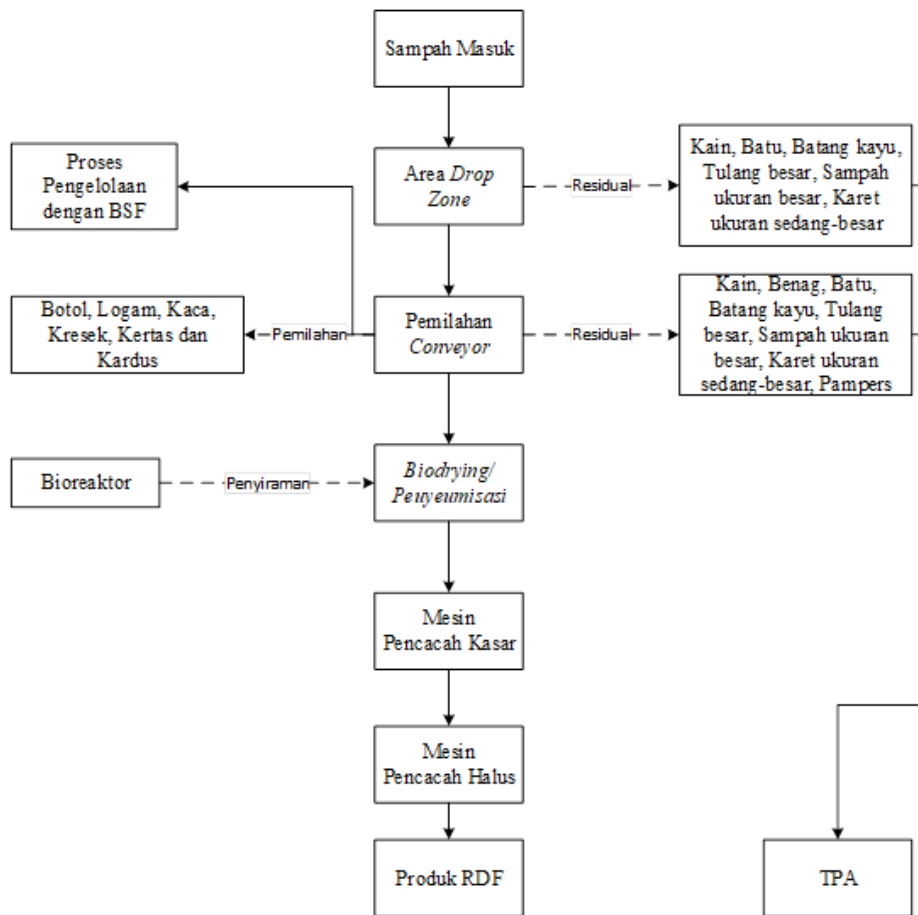 Sampah Masuk
Proses
Pengelolaan
dengan BSF
Area Drop
Zone
Residual
Kain, Batu, Batang kayu,
Tulang besar, Sampah
ukuran besar, Karet
ukuran sedang-besar
Botol, Logam, Kaca,
Kresek, Kertas dan
Kardus
Pemilahan
Pemilahan
Conveyor
Residual
Kain, Benag, Batu,
Batang kayu, Tulang
besar, Sampah ukuran
besar, Karet ukuran
sedang-besar, Pampers
Bioreaktor
Penyiraman
Biodrying/
Peuyeumisasi
Mesin
Pencacah Kasar
Mesin
Pencacah Halus
Produk RDF
TPA